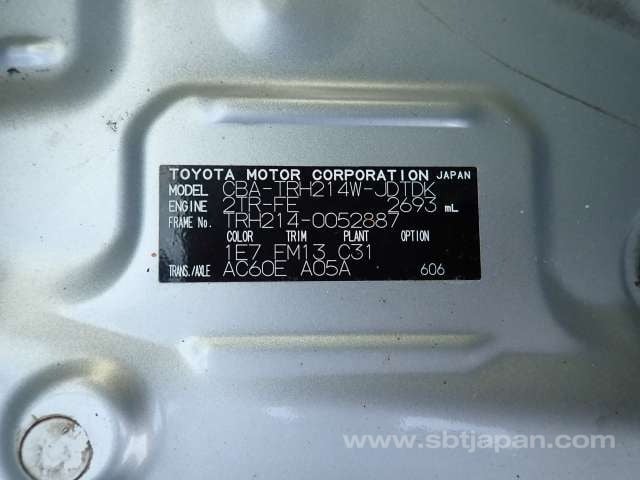 TOYOTA MOTOR CORPORATION JAPAN
MODEL CBA-TRH214W-JDTDK
ENGINE 2TR-FE 2693 mL
FRAME No. TRH214-0052887
COLOR TRIM PLANT OPTION
1E7 EM13 C31
TRANS./AXLE AC60E A05A 606
www.sbtjapan.com